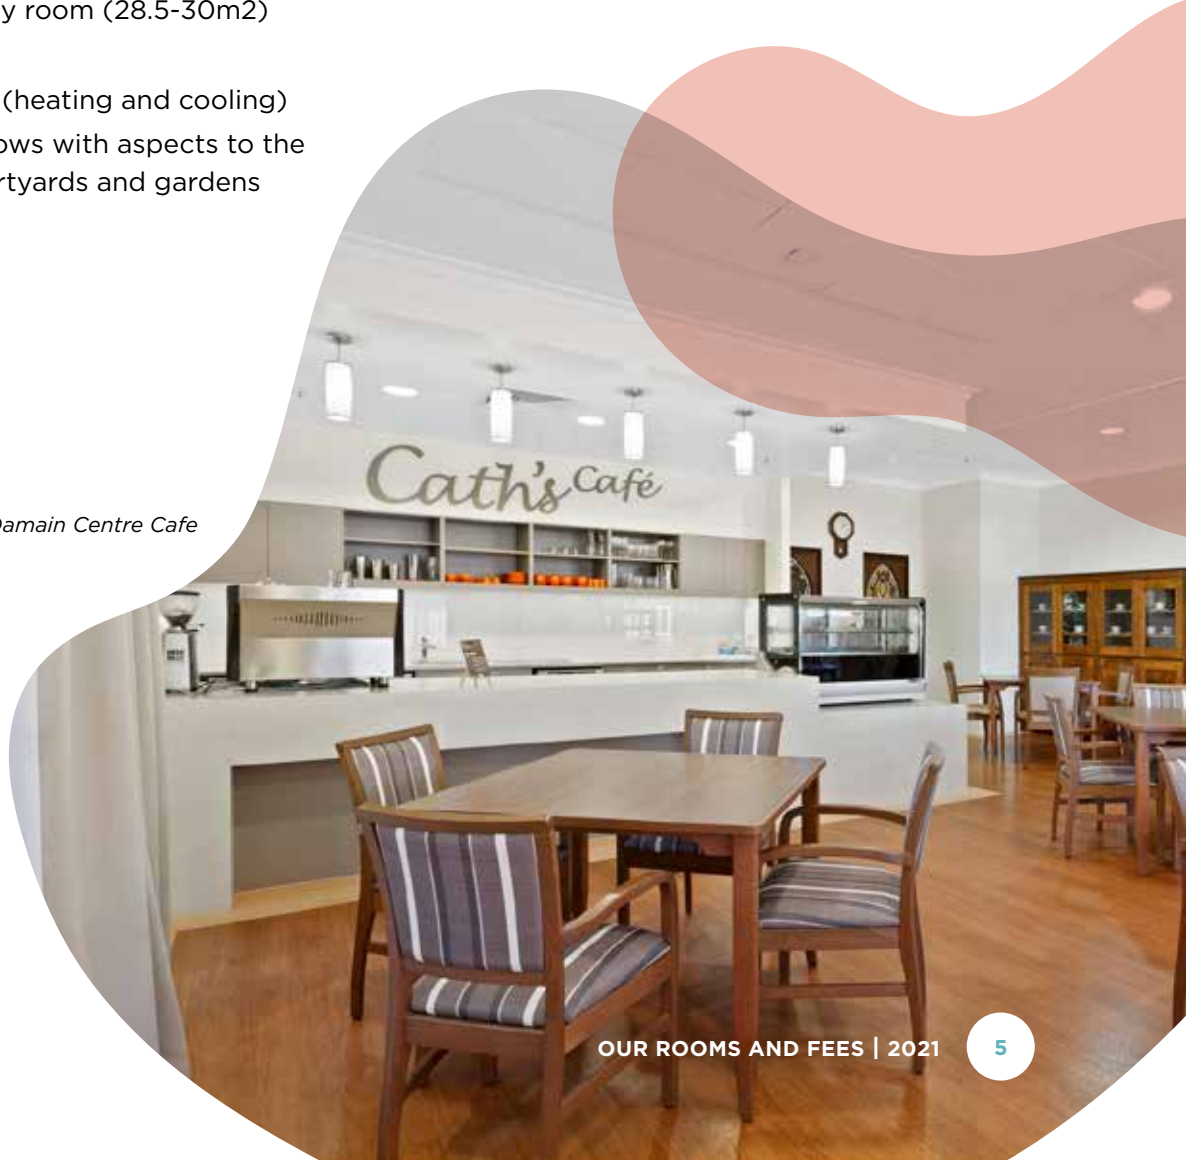 y room (28.5-30m2)
(heating and cooling)
ows with aspects to the
rtyards and gardens
Damain Centre Cafe
Cath's Café
OUR ROOMS AND FEES | 2021
5